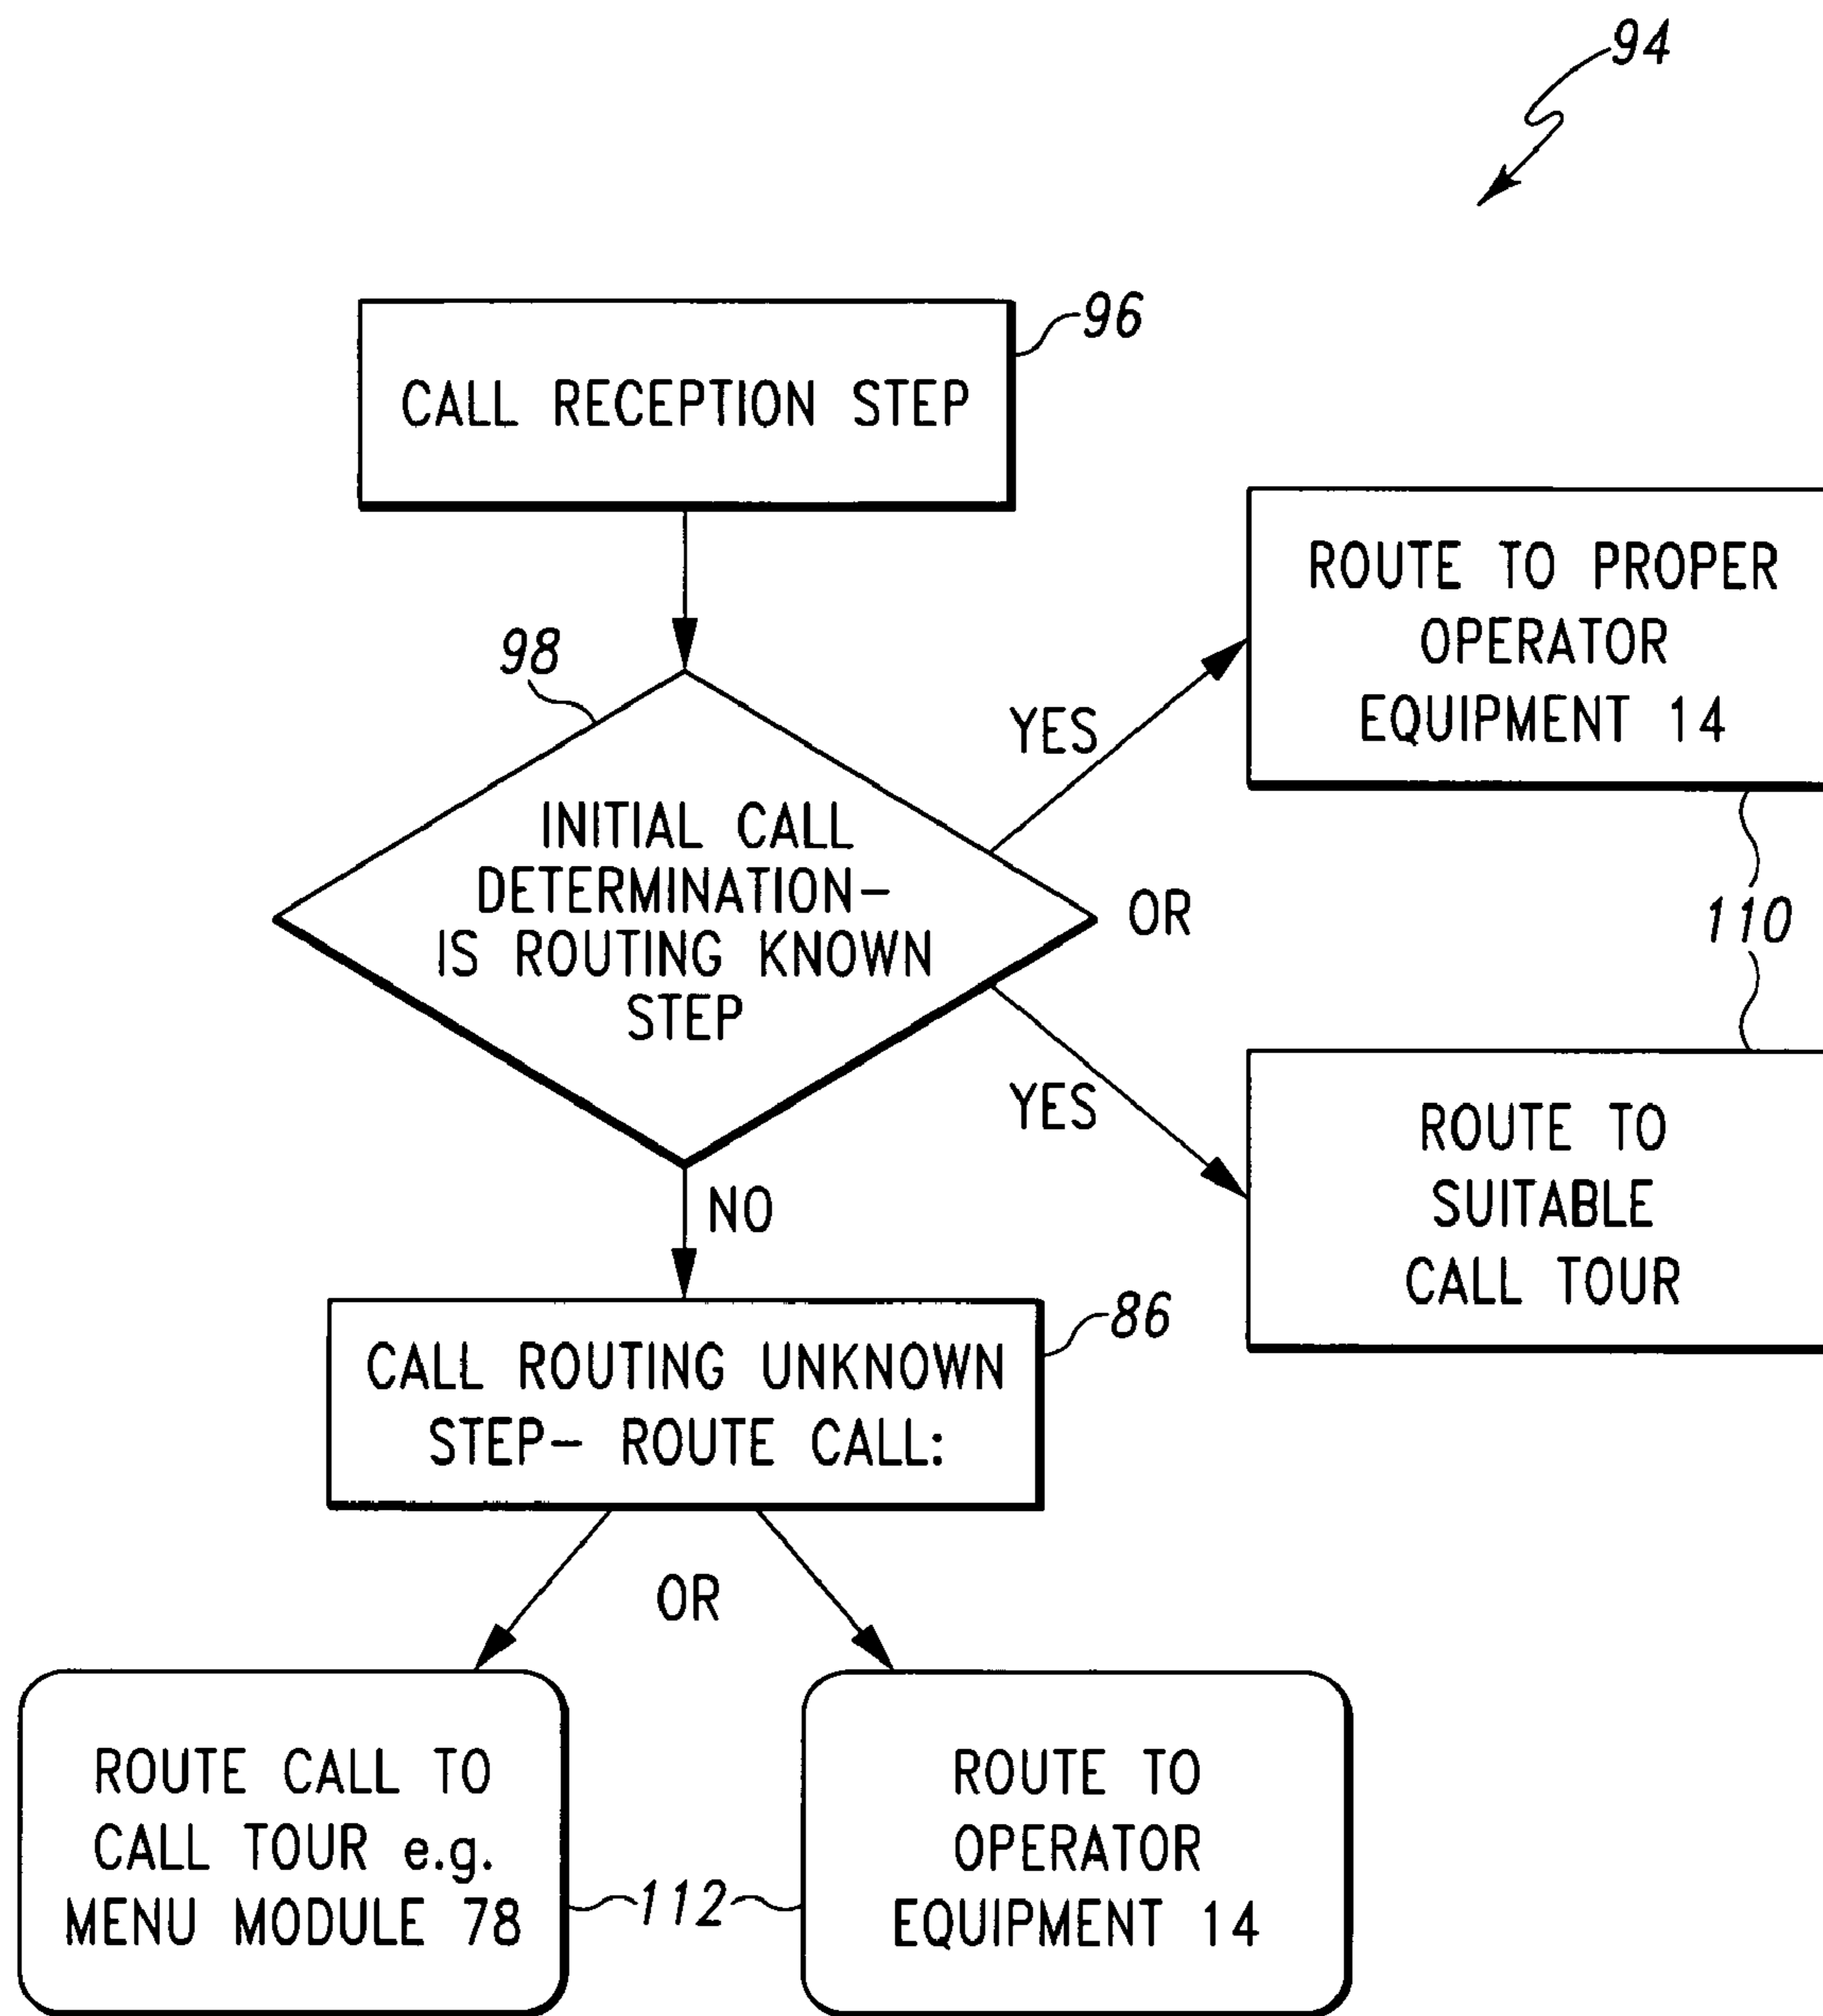 94
96
CALL RECEPTION STEP
98
INITIAL CALL
DETERMINATION-
IS ROUTING KNOWN
STEP
YES
OR
YES
NO
ROUTE TO PROPER
OPERATOR
EQUIPMENT 14
110
ROUTE TO
SUITABLE
CALL TOUR
86
CALL ROUTING UNKNOWN
STEP- ROUTE CALL:
OR
ROUTE CALL TO
CALL TOUR e.g.
MENU MODULE 78
112
ROUTE TO
OPERATOR
EQUIPMENT 14